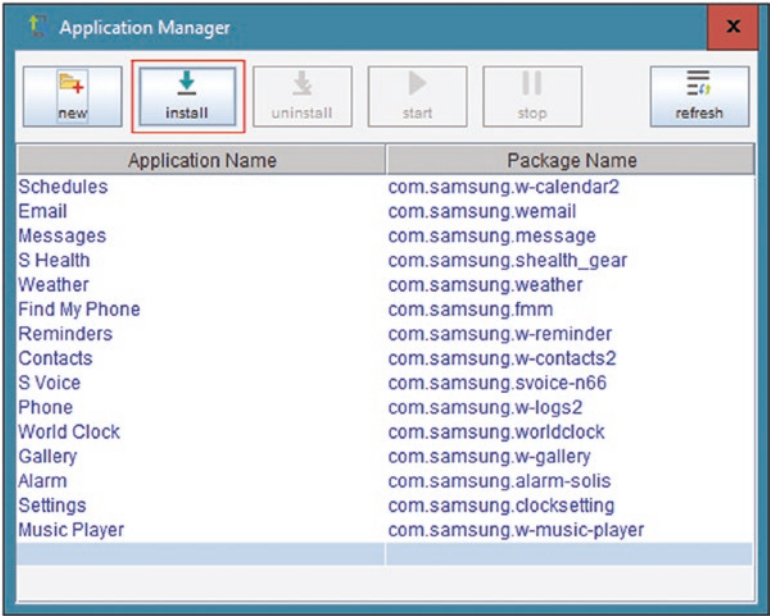 Application Manager
x
new install uninstall start stop refresh
Application Name Package Name
Schedules com.samsung.w-calendar2
Email com.samsung.wemail
Messages com.samsung.message
S Health com.samsung.shealth_gear
Weather com.samsung.weather
Find My Phone com.samsung.fmm
Reminders com.samsung.w-reminder
Contacts com.samsung.w-contacts2
S Voice com.samsung.svoice-n66
Phone com.samsung.w-logs2
World Clock com.samsung.worldclock
Gallery com.samsung.w-gallery
Alarm com.samsung.alarm-solis
Settings com.samsung.clocksetting
Music Player com.samsung.w-music-player